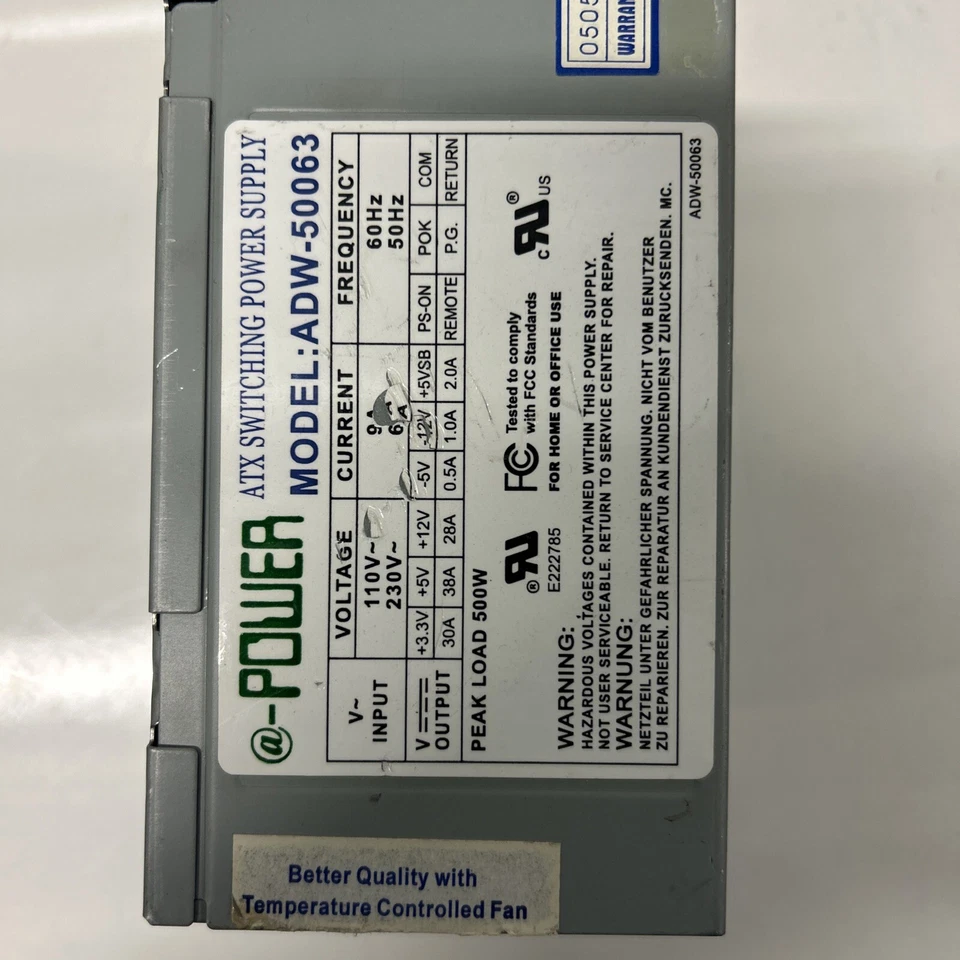 @-POWER ATX SWITCHING POWER SUPPLY
MODEL:ADW-50063
V~ INPUT VOLTAGE CURRENT FREQUENCY
110V~ 9A 60Hz
230V~ 50Hz
V OUTPUT +3.3V +5V +12V -5V -12V +5VSB PS-ON POK COM
30A 38A 28A 0.5A 1.0A 2.0A REMOTE P.G. RETURN
PEAK LOAD 500W
® RU E222785
FC Tested to comply
with FCC Standards
FOR HOME OR OFFICE USE
c RU ® US
WARNING:
HAZARDOUS VOLTAGES CONTAINED WITHIN THIS POWER SUPPLY.
NOT USER SERVICEABLE. RETURN TO SERVICE CENTER FOR REPAIR.
WARNUNG:
NETZTEIL UNTER GEFAHRLICHER SPANNUNG. NICHT VOM BENUTZER
ZU REPARIEREN. ZUR REPARATUR AN KUNDENDIENST ZURUCKSENDEN. MC.
ADW-50063
0505
Better Quality with
Temperature Controlled Fan